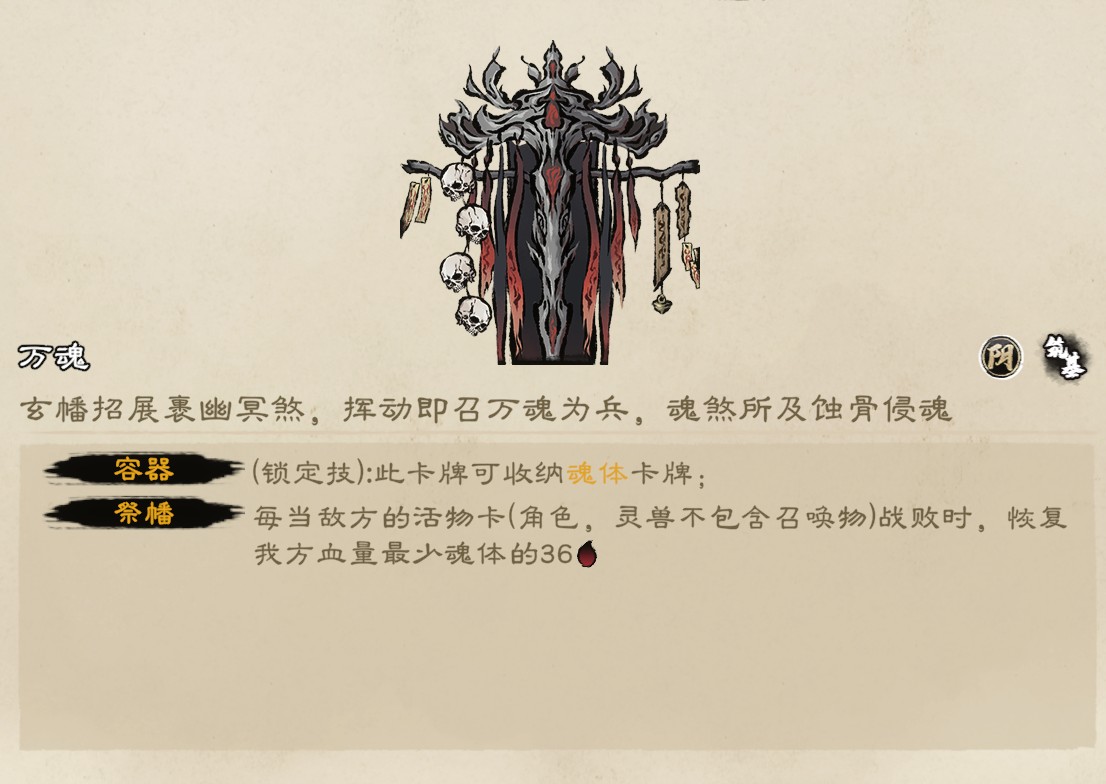 万魂
阴
筑基
玄幡招展裹幽冥煞，挥动即召万魂为兵，魂煞所及蚀骨侵魂
容器 (锁定技):此卡牌可收纳魂体卡牌；
祭幡 每当敌方的活物卡(角色，灵兽不包含召唤物)战败时，恢复
我方血量最少魂体的36